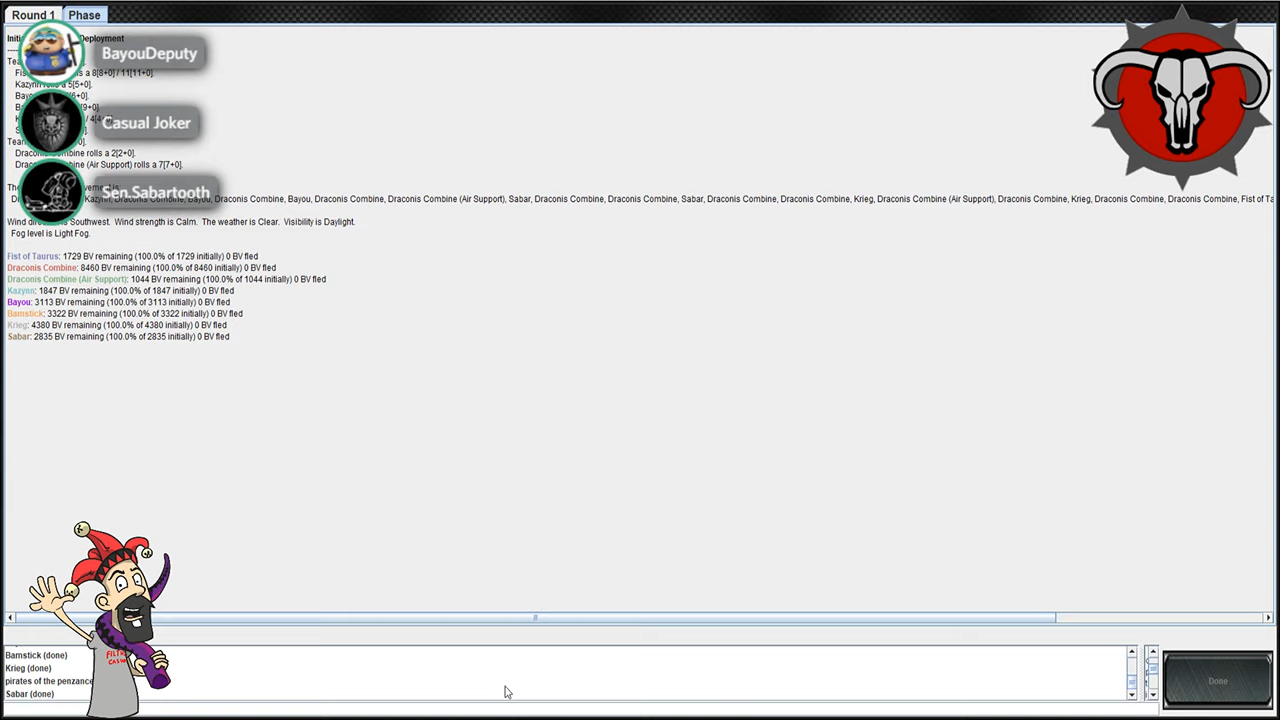 Round 1 Phase
Deployment
BayouDeputy
s a 8[8+0] / 11[11+0].
Kazynn rolls a 5[5+0].
Casual Joker
Draconis Combine rolls a 2[2+0].
Draconis Combine (Air Support) rolls a 7[7+0].
Sen.Sabartooth
Kazynn, Draconis Combine, Bayou, Draconis Combine, Bayou, Draconis Combine, Draconis Combine (Air Support), Sabar, Draconis Combine, Draconis Combine, Sabar, Draconis Combine, Krieg, Draconis Combine (Air Support), Draconis Combine, Krieg, Draconis Combine, Draconis Combine, Fist of Ta
Wind direction is Southwest. Wind strength is Calm. The weather is Clear. Visibility is Daylight.
Fog level is Light Fog.
Fist of Taurus: 1729 BV remaining (100.0% of 1729 initially) 0 BV fled
Draconis Combine: 8460 BV remaining (100.0% of 8460 initially) 0 BV fled
Draconis Combine (Air Support): 1044 BV remaining (100.0% of 1044 initially) 0 BV fled
Kazynn: 1847 BV remaining (100.0% of 1847 initially) 0 BV fled
Bayou: 3113 BV remaining (100.0% of 3113 initially) 0 BV fled
Bamstick: 3322 BV remaining (100.0% of 3322 initially) 0 BV fled
Krieg: 4380 BV remaining (100.0% of 4380 initially) 0 BV fled
Sabar: 2835 BV remaining (100.0% of 2835 initially) 0 BV fled
Bamstick (done)
Krieg (done)
pirates of the penzance
Sabar (done)
Done